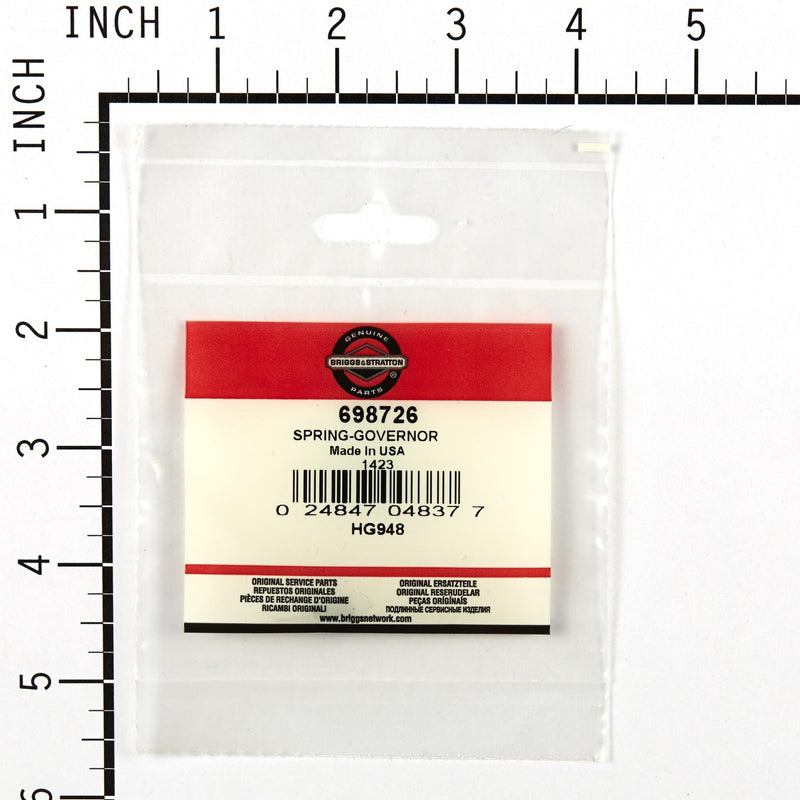 INCH 1 2 3 4 5
INCH
1
2
3
4
5
6
GENUINE
BRIGGS&STRATTON
®
PARTS
698726
SPRING-GOVERNOR
Made In USA
1423
0 24847 04837 7
HG948
ORIGINAL SERVICE PARTS
REPUESTOS ORIGINALES
PIÈCES DE RECHANGE D'ORIGINE
RICAMBI ORIGINALI
ORIGINAL ERSATZTEILE
ORIGINAL RESERUDELAR
PEÇAS ORIGÍNAIS
ПОДЛИННЫЕ СЕРВИСНЫЕ ИЗДЕЛИЯ
www.briggsnetwork.com